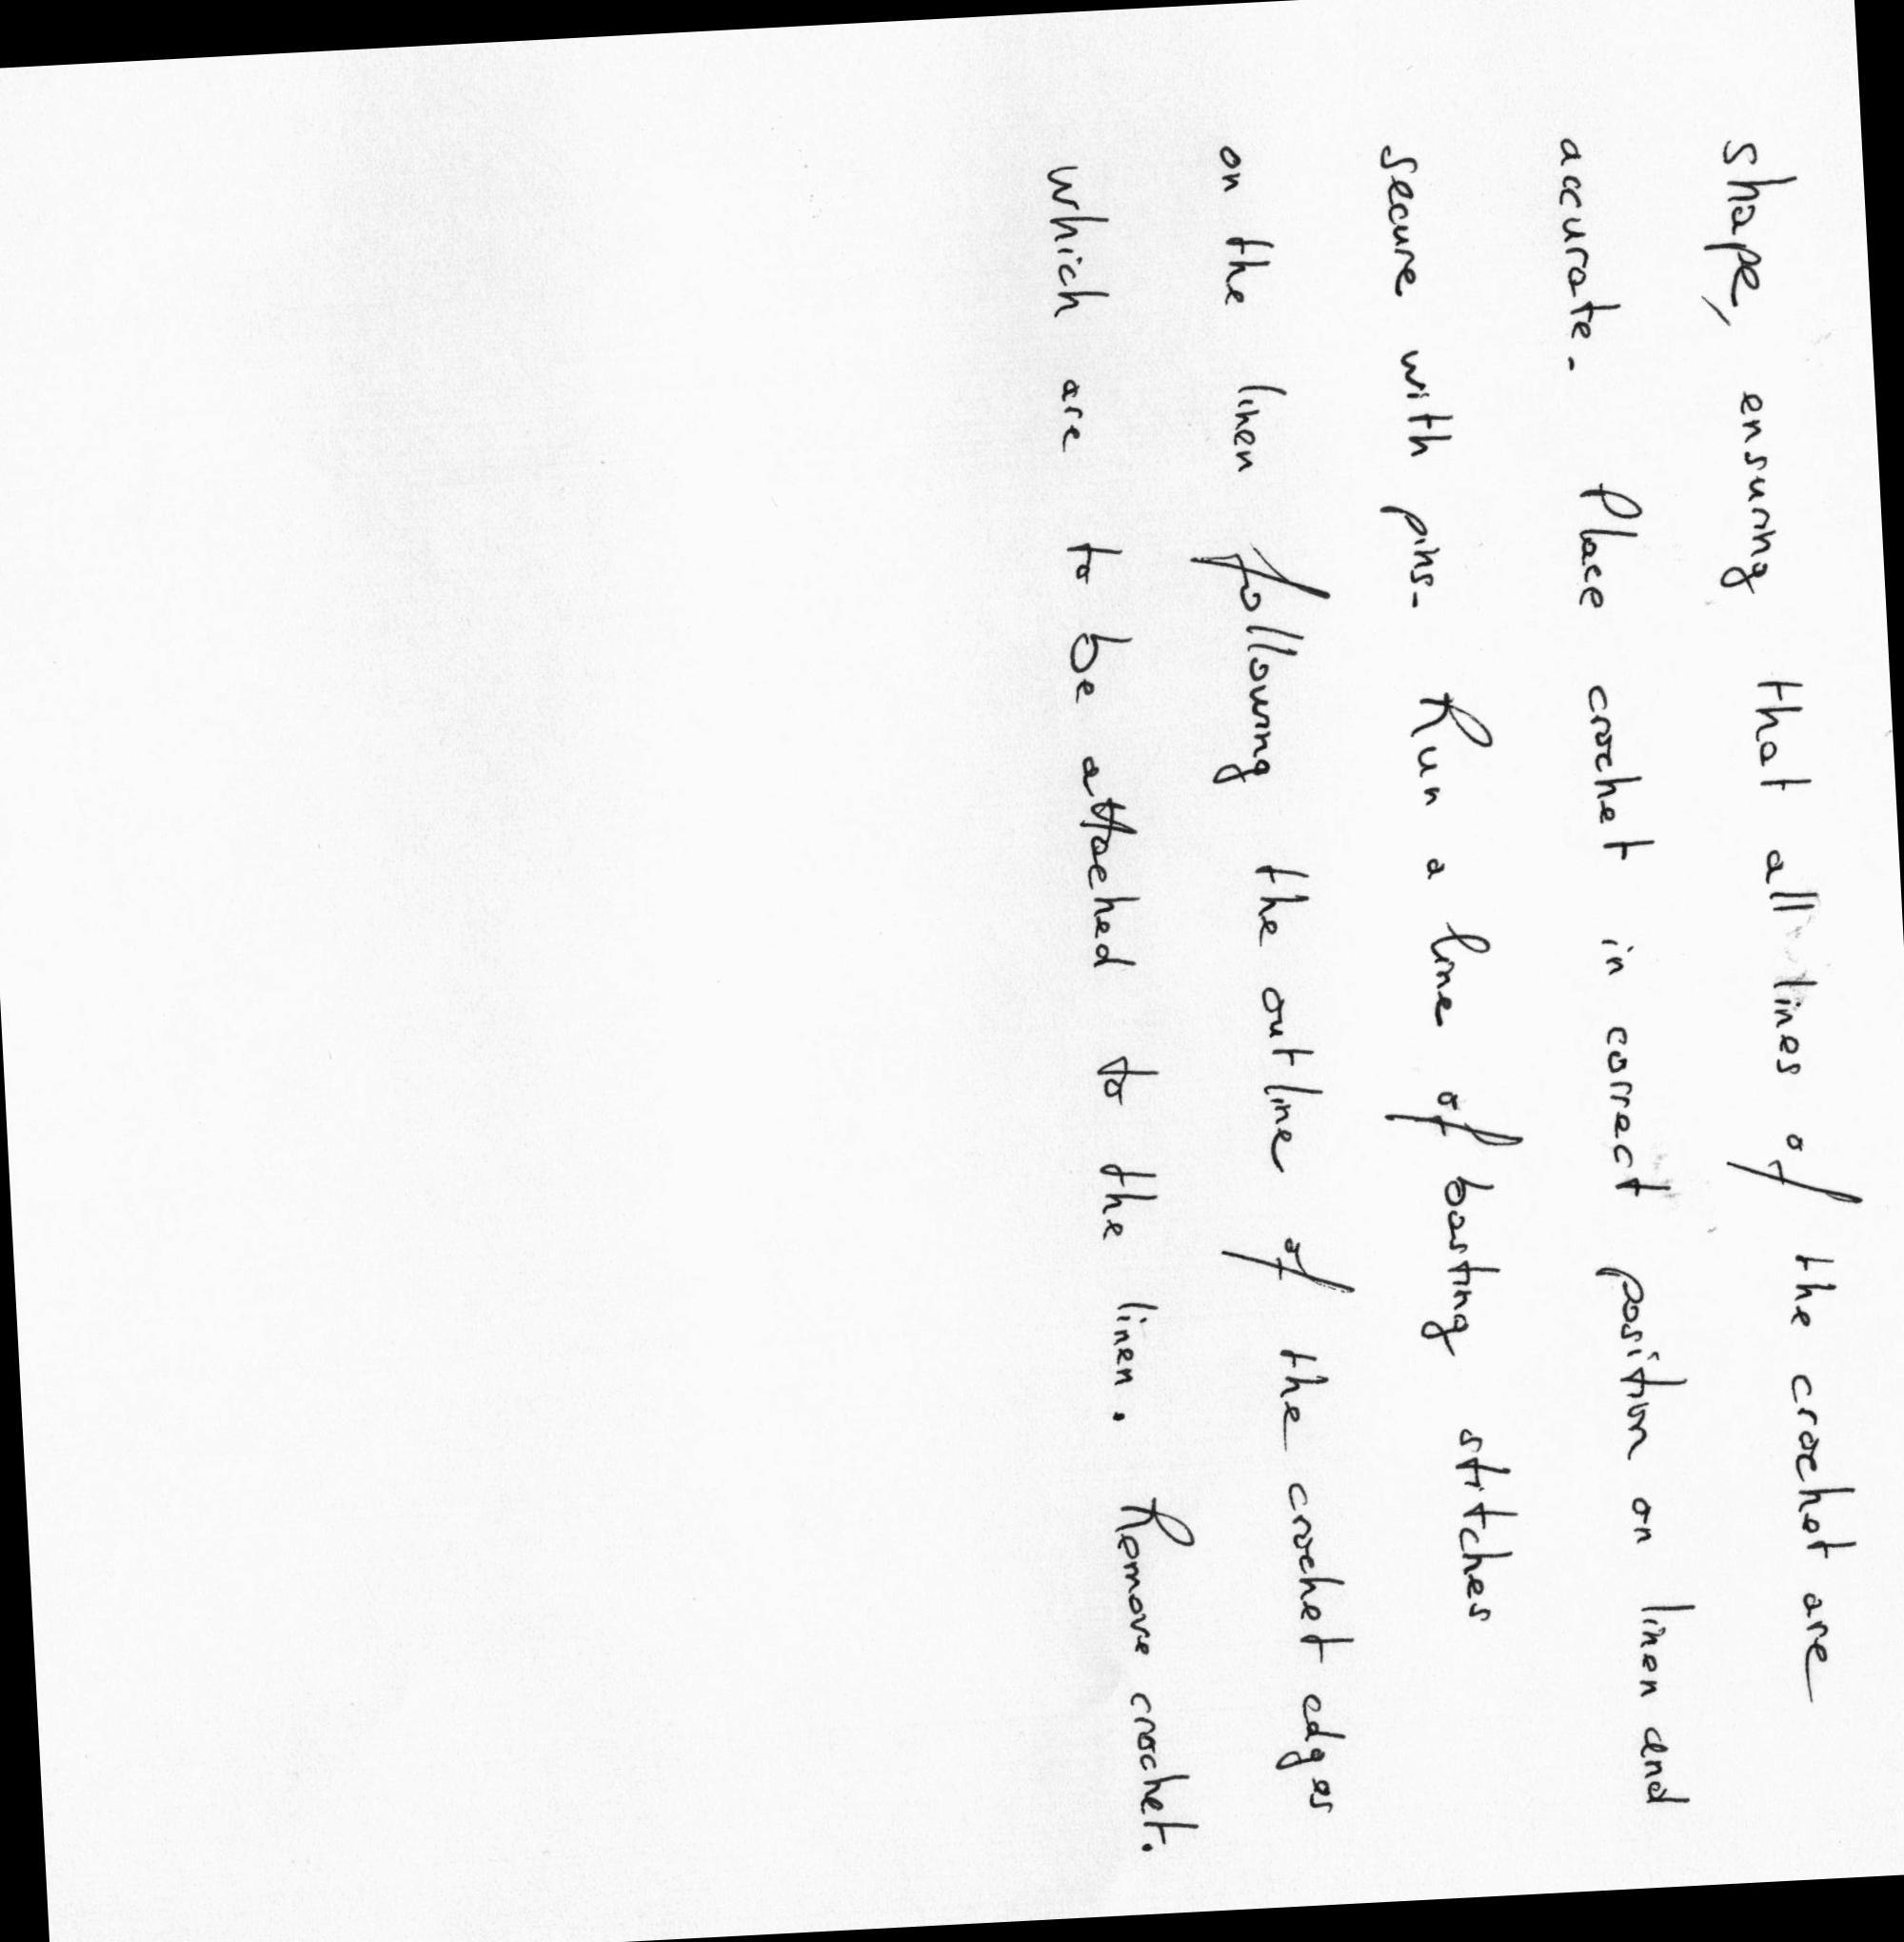 shape, ensuring that all lines of the crochet are
accurate. Place crochet in correct position on linen and
secure with pins. Run a line of basting stitches
on the linen following the outline of the crochet edges
which are to be attached to the linen. Remove crochet.